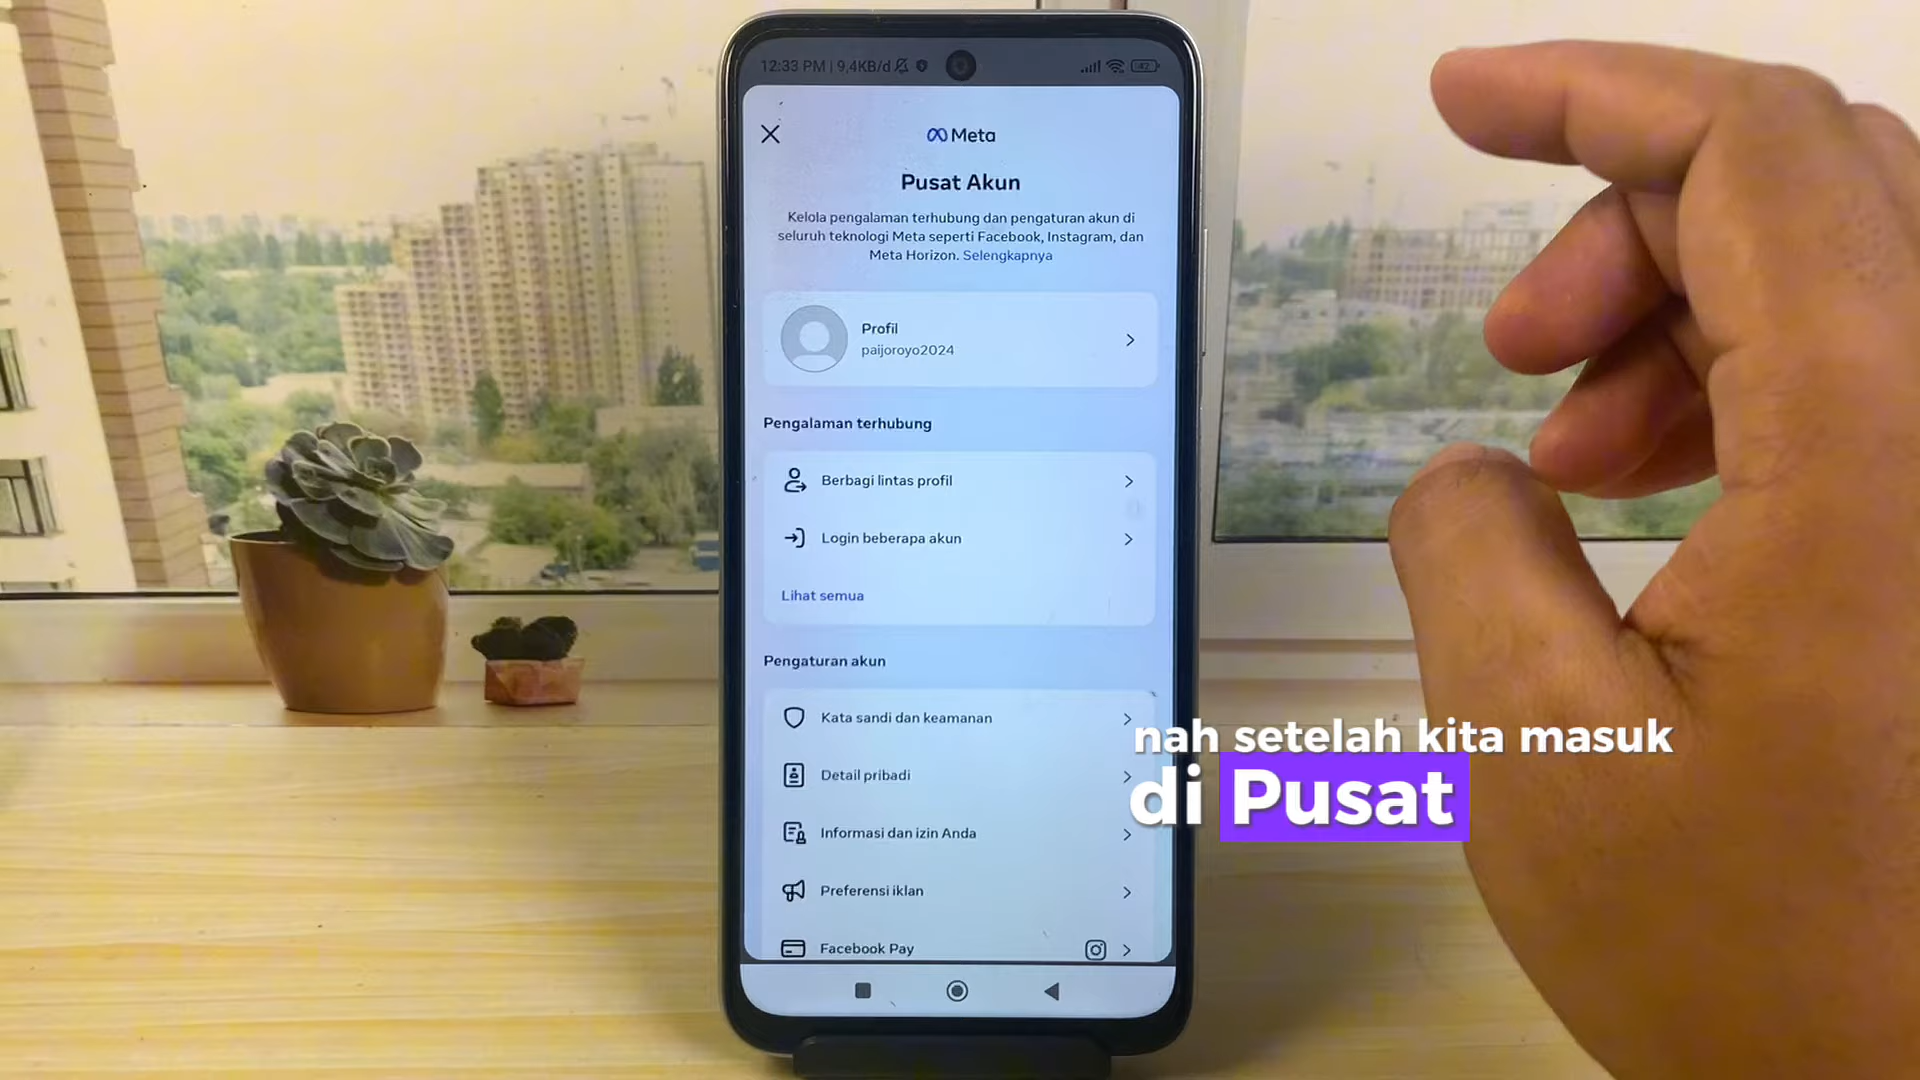 12:33 PM | 9,4KB/d
42
Meta
Pusat Akun
Kelola pengalaman terhubung dan pengaturan akun di
seluruh teknologi Meta seperti Facebook, Instagram, dan
Meta Horizon. Selengkapnya
Profil
paijoroyo2024
Pengalaman terhubung
Berbagi lintas profil
Login beberapa akun
Lihat semua
Pengaturan akun
Kata sandi dan keamanan
Detail pribadi
Informasi dan izin Anda
Preferensi iklan
Facebook Pay
nah setelah kita masuk
di Pusat